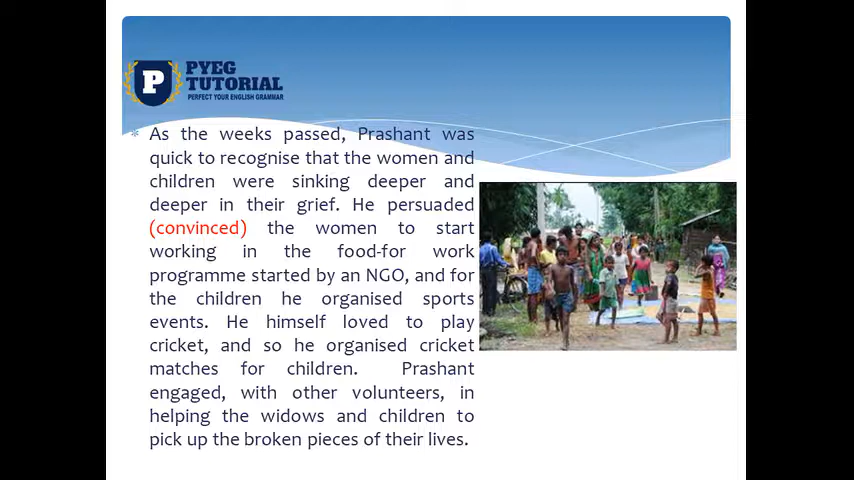 PYEG
TUTORIAL
PERFECT YOUR ENGLISH GRAMMAR
P
* As the weeks passed, Prashant was
quick to recognise that the women and
children were sinking deeper and
deeper in their grief. He persuaded
(convinced) the women to start
working in the food-for work
programme started by an NGO, and for
the children he organised sports
events. He himself loved to play
cricket, and so he organised cricket
matches for children. Prashant
engaged, with other volunteers, in
helping the widows and children to
pick up the broken pieces of their lives.